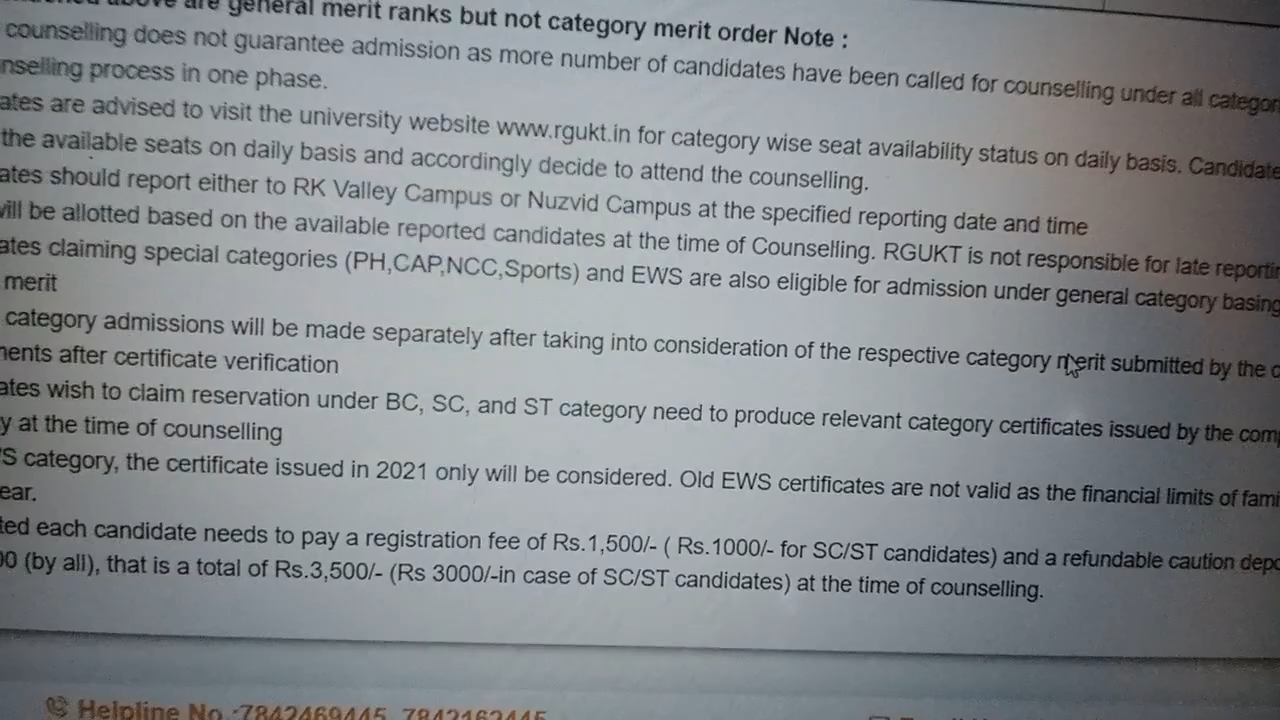 are general merit ranks but not category merit order Note :
counselling does not guarantee admission as more number of candidates have been called for counselling under all categor
nselling process in one phase.
ates are advised to visit the university website www.rgukt.in for category wise seat availability status on daily basis. Candidate
the available seats on daily basis and accordingly decide to attend the counselling.
ates should report either to RK Valley Campus or Nuzvid Campus at the specified reporting date and time
will be allotted based on the available reported candidates at the time of Counselling. RGUKT is not responsible for late reportin
ates claiming special categories (PH,CAP,NCC,Sports) and EWS are also eligible for admission under general category basing
merit
category admissions will be made separately after taking into consideration of the respective category merit submitted by the c
nents after certificate verification
ates wish to claim reservation under BC, SC, and ST category need to produce relevant category certificates issued by the com
y at the time of counselling
S category, the certificate issued in 2021 only will be considered. Old EWS certificates are not valid as the financial limits of fami
ear.
ted each candidate needs to pay a registration fee of Rs.1,500/- ( Rs.1000/- for SC/ST candidates) and a refundable caution depo
00 (by all), that is a total of Rs.3,500/- (Rs 3000/-in case of SC/ST candidates) at the time of counselling.
Helpline No :7842469445, 7842162445